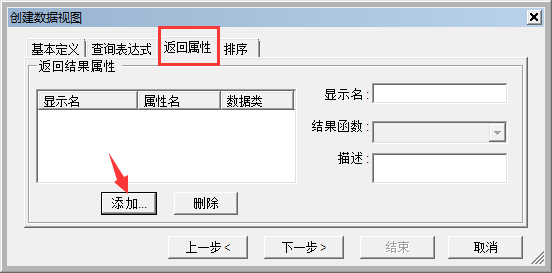 创建数据视图
基本定义 查询表达式 返回属性 排序
返回结果属性
显示名 属性名 数据类
显示名:
结果函数:
描述:
添加... 删除
上一步< 下一步> 结束 取消